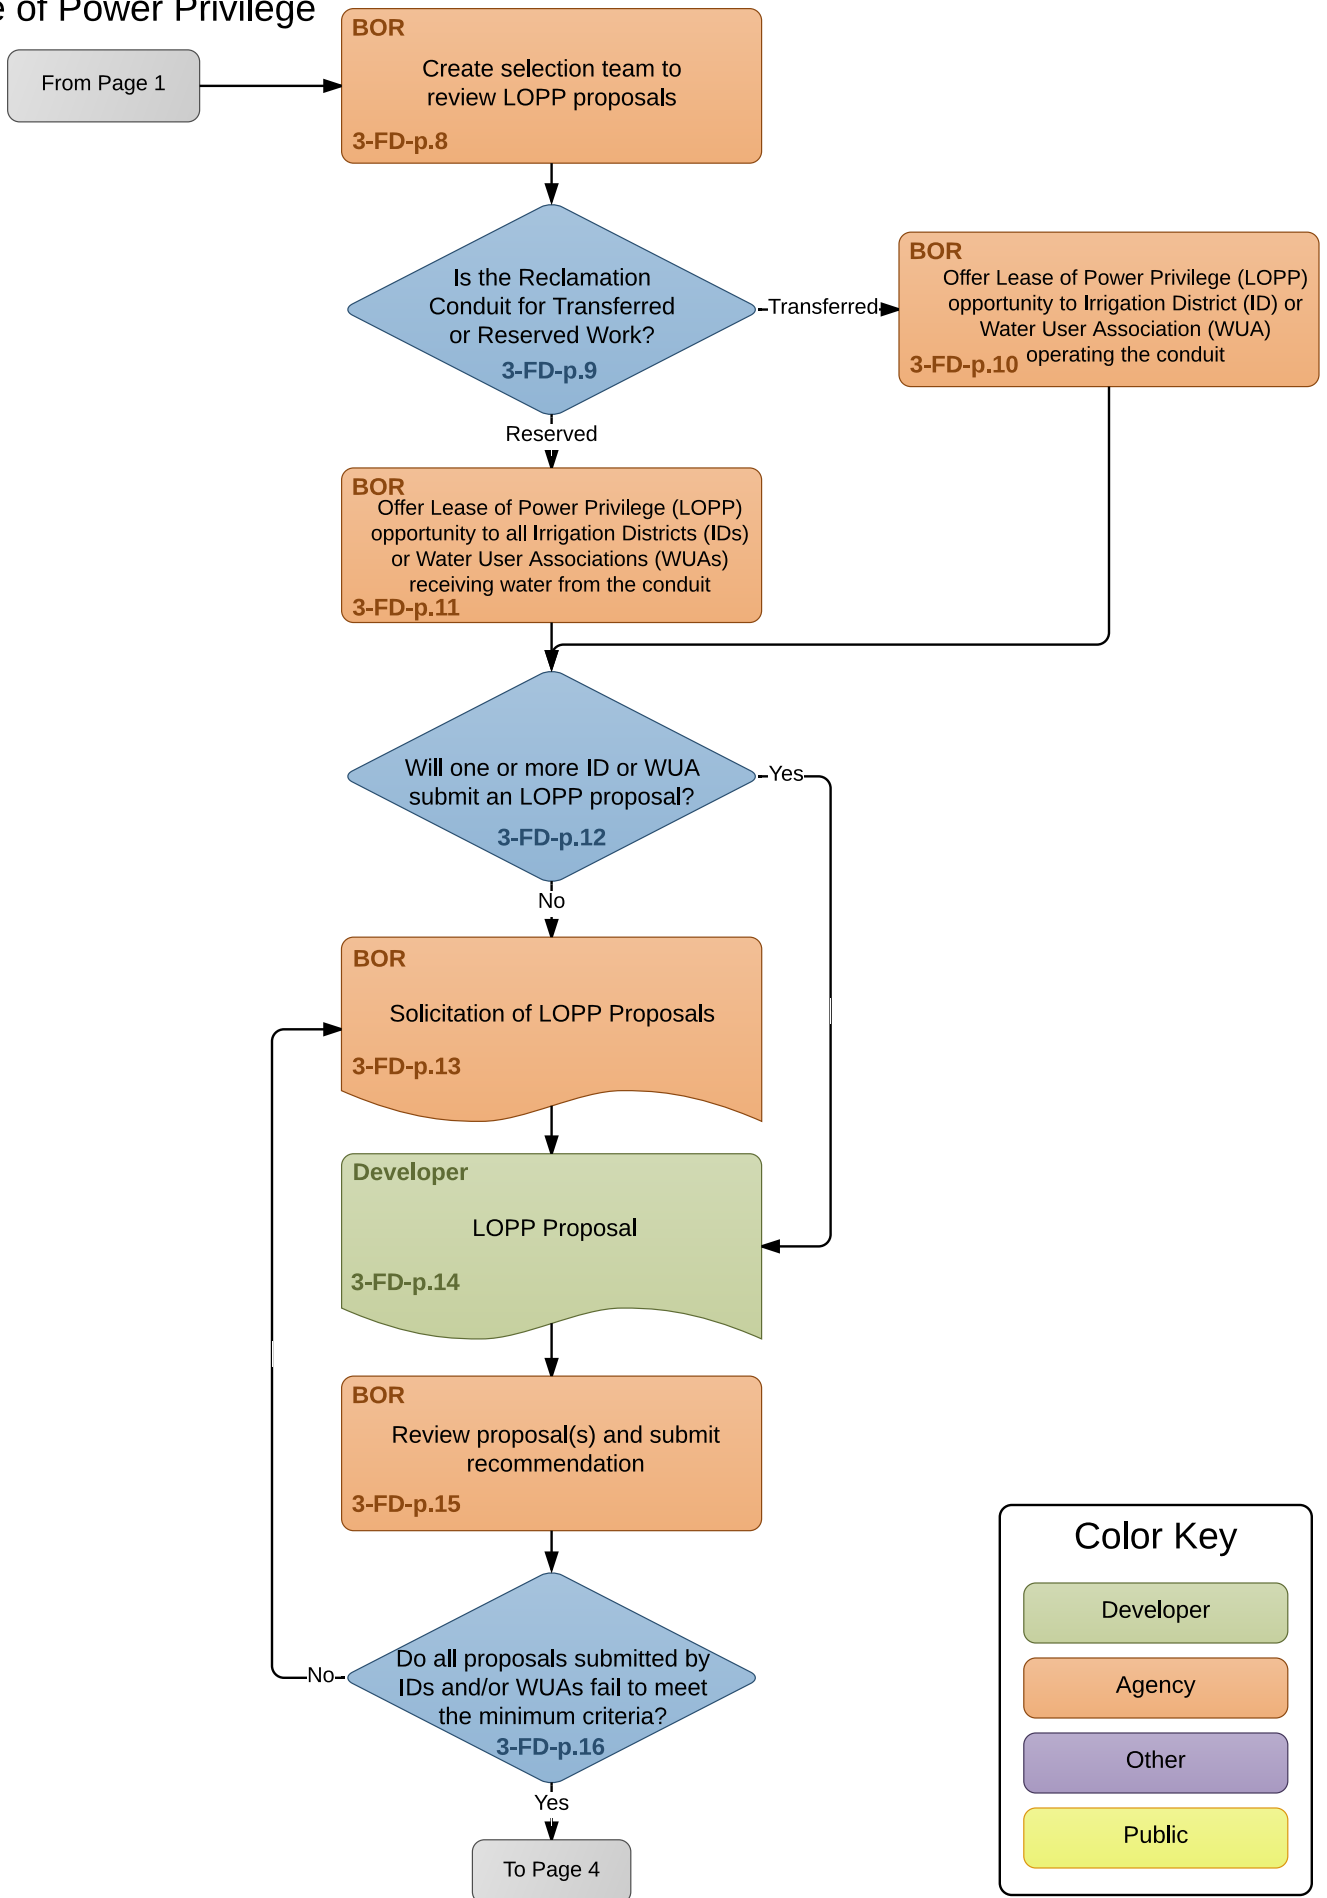 e of Power Privilege
From Page 1
BOR
Create selection team to
review LOPP proposals
3-FD-p.8
Is the Reclamation
Conduit for Transferred
or Reserved Work?
3-FD-p.9
Transferred
BOR
Offer Lease of Power Privilege (LOPP)
opportunity to Irrigation District (ID) or
Water User Association (WUA)
operating the conduit
3-FD-p.10
Reserved
BOR
Offer Lease of Power Privilege (LOPP)
opportunity to all Irrigation Districts (IDs)
or Water User Associations (WUAs)
receiving water from the conduit
3-FD-p.11
Will one or more ID or WUA
submit an LOPP proposal?
3-FD-p.12
Yes
No
BOR
Solicitation of LOPP Proposals
3-FD-p.13
Developer
LOPP Proposal
3-FD-p.14
BOR
Review proposal(s) and submit
recommendation
3-FD-p.15
Do all proposals submitted by
IDs and/or WUAs fail to meet
the minimum criteria?
3-FD-p.16
No
Yes
To Page 4
Color Key
Developer
Agency
Other
Public